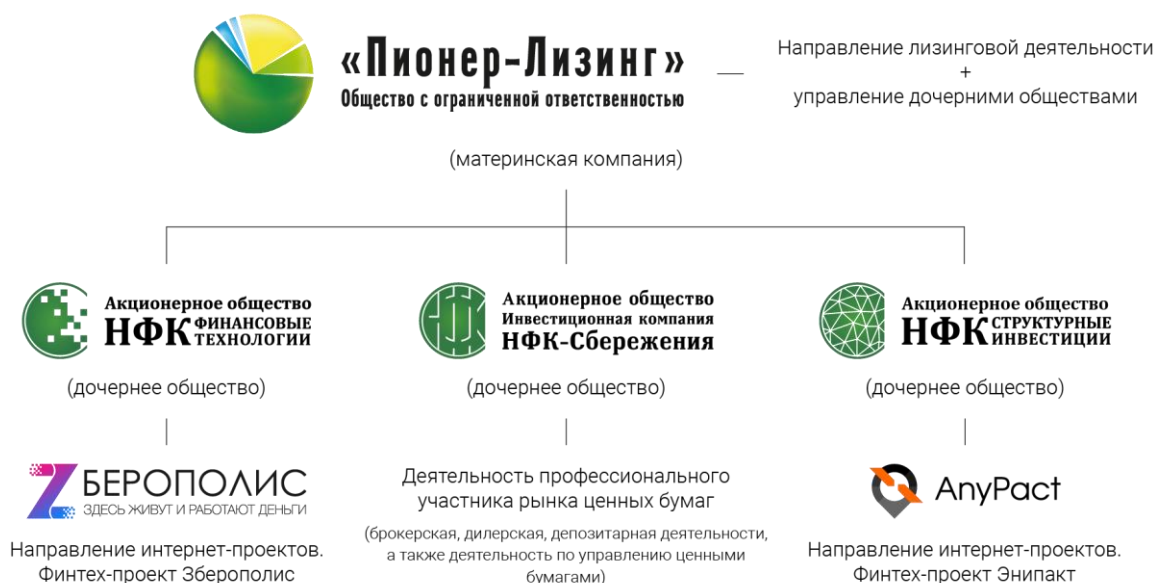 «Пионер-Лизинг»
Общество с ограниченной ответственностью
Направление лизинговой деятельности
+
управление дочерними обществами
(материнская компания)
Акционерное общество
НФК ФИНАНСОВЫЕ
ТЕХНОЛОГИИ
(дочернее общество)
ZБЕРОПОЛИС
ЗДЕСЬ ЖИВУТ И РАБОТАЮТ ДЕНЬГИ
Направление интернет-проектов.
Финтех-проект Зберополис
Акционерное общество
Инвестиционная компания
НФК-Сбережения
(дочернее общество)
Деятельность профессионального
участника рынка ценных бумаг
(брокерская, дилерская, депозитарная деятельности,
а также деятельность по управлению ценными
бумагами)
Акционерное общество
НФК СТРУКТУРНЫЕ
ИНВЕСТИЦИИ
(дочернее общество)
AnyPact
Направление интернет-проектов.
Финтех-проект Энипакт